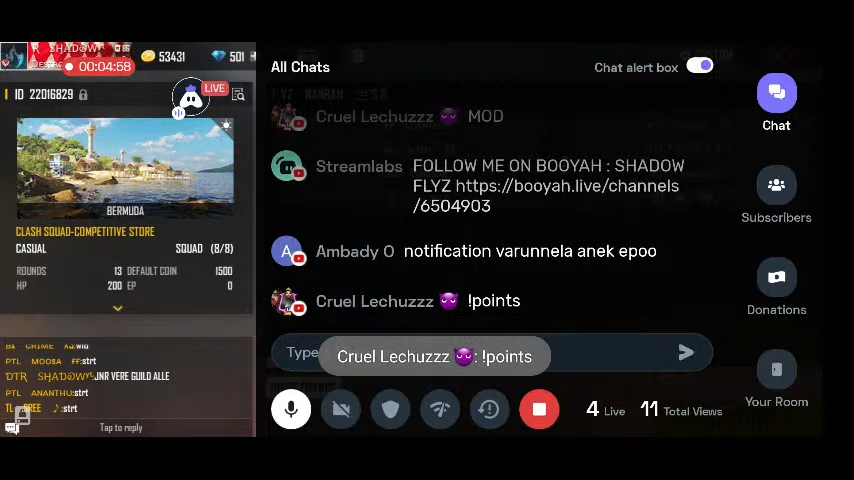 SHADOW
86
53431
501
00:04:58
ID 22016829
LIVE
BERMUDA
CLASH SQUAD-COMPETITIVE STORE
CASUAL SQUAD (8/8)
ROUNDS 13 DEFAULT COIN 1500
HP 200 EP 0
CRIME
PTL MOOSA FF:strt
DTR SHADOW JNR VERE GUILD ALLE
PTL ANANTHU:strt
:strt
Tap to reply
All Chats
Chat alert box
Cruel Lechuzzz 😈 MOD
Streamlabs FOLLOW ME ON BOOYAH : SHADOW
FLYZ https://booyah.live/channels
/6504903
A Ambady O notification varunnela anek epoo
Cruel Lechuzzz 😈 !points
Type
Cruel Lechuzzz 😈: !points
4 Live 11 Total Views
Chat
Subscribers
Donations
Your Room